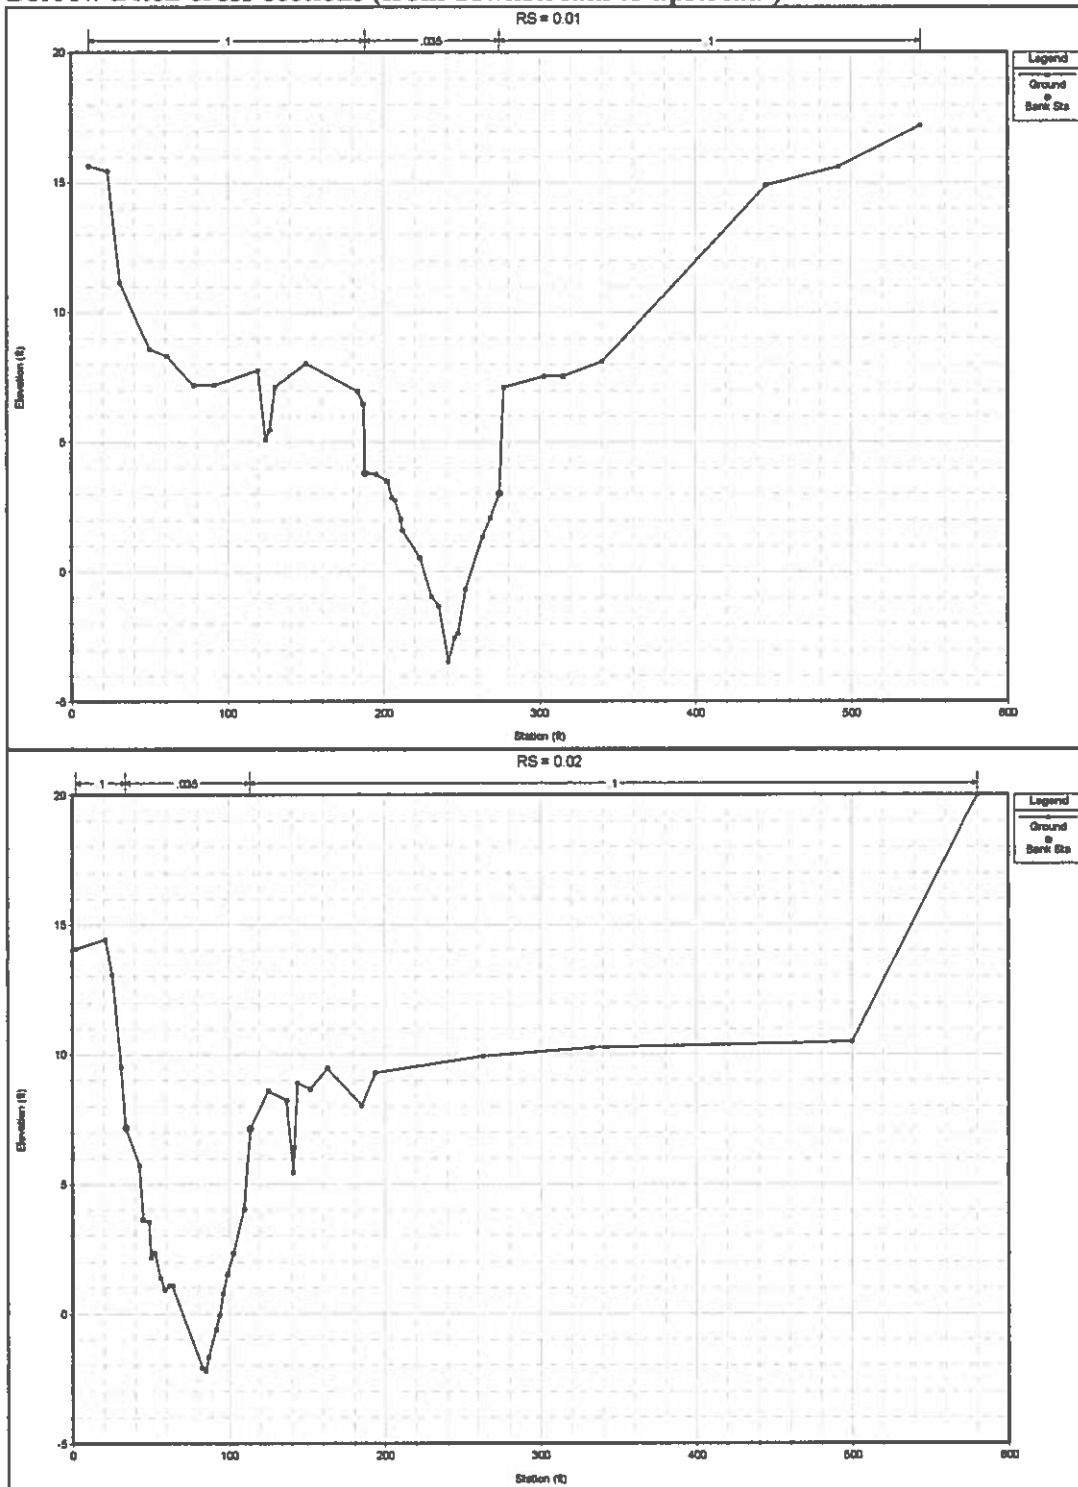 RS = 0.01
.1 .035 .1
20
Legend
Ground
Bank Sta
15
10
Elevation (ft)
5
0
-5
0 100 200 300 400 500 600
Station (ft)
RS = 0.02
.1 .035 .1
20
Legend
Ground
Bank Sta
15
10
Elevation (ft)
5
0
-5
0 100 200 300 400 500 600
Station (ft)